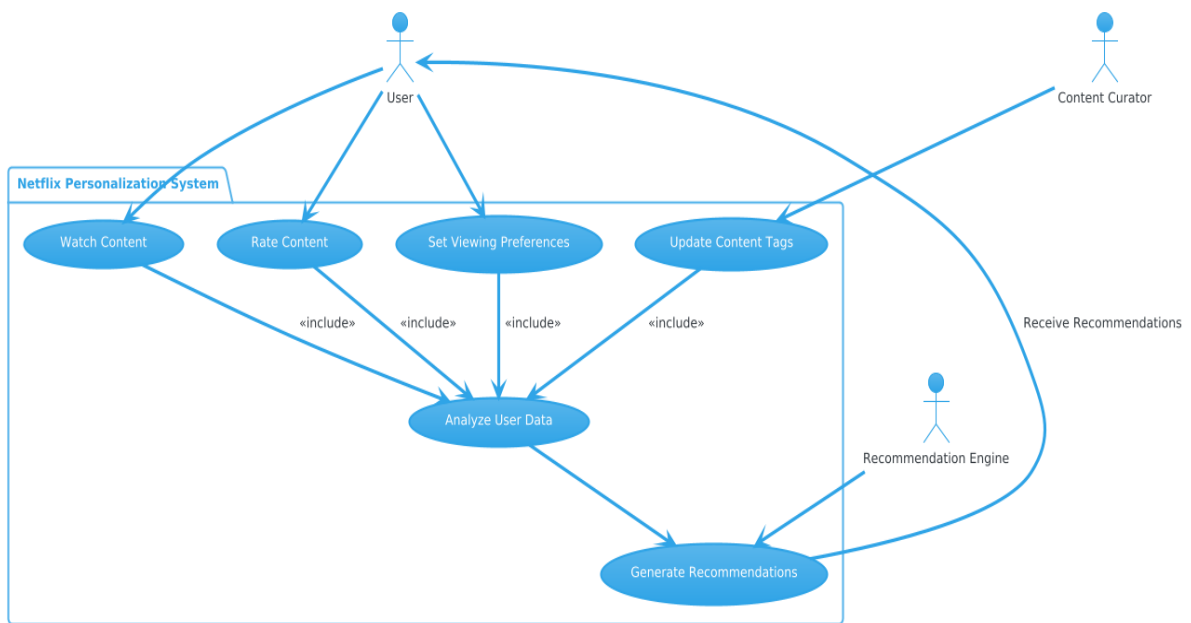 User
Content Curator
Netflix Personalization System
Watch Content
Rate Content
Set Viewing Preferences
Update Content Tags
«include»
«include»
«include»
«include»
Receive Recommendations
Analyze User Data
Recommendation Engine
Generate Recommendations